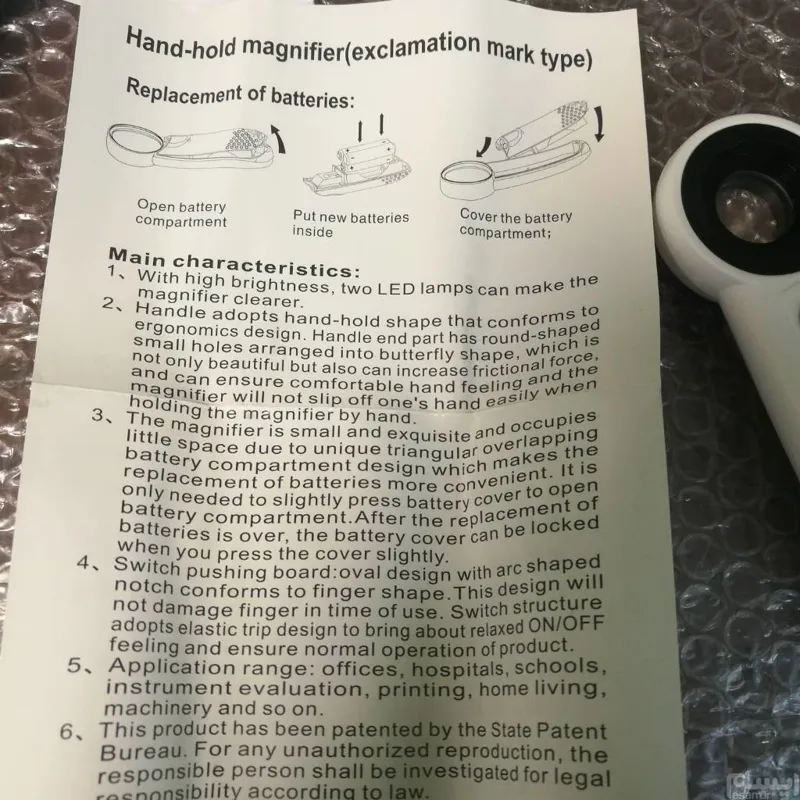 Hand-hold magnifier(exclamation mark type)
Replacement of batteries:
Open battery
compartment
Put new batteries
inside
Cover the battery
compartment;
Main characteristics:
1、With high brightness, two LED lamps can make the
magnifier clearer.
2、Handle adopts hand-hold shape that conforms to
ergonomics design. Handle end part has round-shaped
small holes arranged into butterfly shape, which is
not only beautiful but also can increase frictional force,
and can ensure comfortable hand feeling and the
magnifier will not slip off one's hand easily when
holding the magnifier by hand.
3、The magnifier is small and exquisite and occupies
little space due to unique triangular overlapping
battery compartment design which makes the
replacement of batteries more convenient. It is
only needed to slightly press battery cover to open
battery compartment.After the replacement of
batteries is over, the battery cover can be locked
when you press the cover slightly.
4、Switch pushing board:oval design with arc shaped
notch conforms to finger shape.This design will
not damage finger in time of use. Switch structure
adopts elastic trip design to bring about relaxed ON/OFF
feeling and ensure normal operation of product.
5、Application range: offices, hospitals, schools,
instrument evaluation, printing, home living,
machinery and so on.
6、This product has been patented by the State Patent
Bureau. For any unauthorized reproduction, the
responsible person shall be investigated for legal
responsibility according to law.